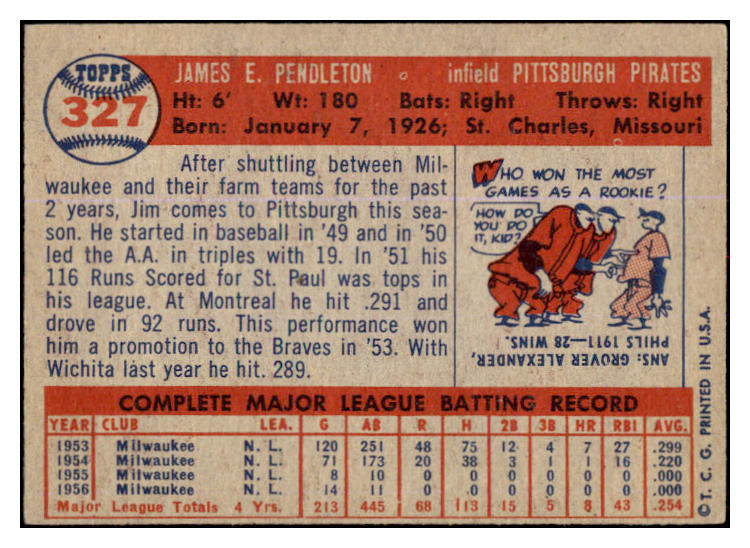 TOPPS
327
JAMES E. PENDLETON infield PITTSBURGH PIRATES
Ht: 6' Wt: 180 Bats: Right Throws: Right
Born: January 7, 1926; St. Charles, Missouri
After shuttling between Mil-
waukee and their farm teams for the past
2 years, Jim comes to Pittsburgh this sea-
son. He started in baseball in '49 and in '50
led the A.A. in triples with 19. In '51 his
116 Runs Scored for St. Paul was tops in
his league. At Montreal he hit .291 and
drove in 92 runs. This performance won
him a promotion to the Braves in '53. With
Wichita last year he hit. 289.
WHO WON THE MOST
GAMES AS A ROOKIE?
HOW DO
YOU DO
IT, KID?
ANS: GROVER ALEXANDER,
PHILS 1911—28 WINS.
COMPLETE MAJOR LEAGUE BATTING RECORD
YEAR CLUB LEA. G AB R H 2B 3B HR RBI AVG.
1953 Milwaukee N. L. 120 251 48 75 12 4 7 27 .299
1954 Milwaukee N. L. 71 173 20 38 3 1 1 16 .220
1955 Milwaukee N. L. 8 10 0 0 0 0 0 0 .000
1956 Milwaukee N. L. 14 11 0 .0 0 0 0 0 .000
Major League Totals 4 Yrs. 213 445 68 113 15 5 8 43 .254
© T. C. G. PRINTED IN U.S.A.